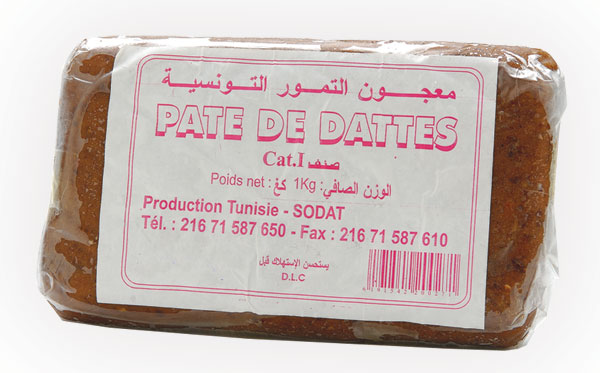 معجون التمور التونسية
PATE DE DATTES
Cat.I صنف
Poids net : كغ 1Kg الوزن الصافي:
Production Tunisie - SODAT
Tél. : 216 71 587 650 - Fax : 216 71 587 610
يستحسن الإستهلاك قبل
D.L.C